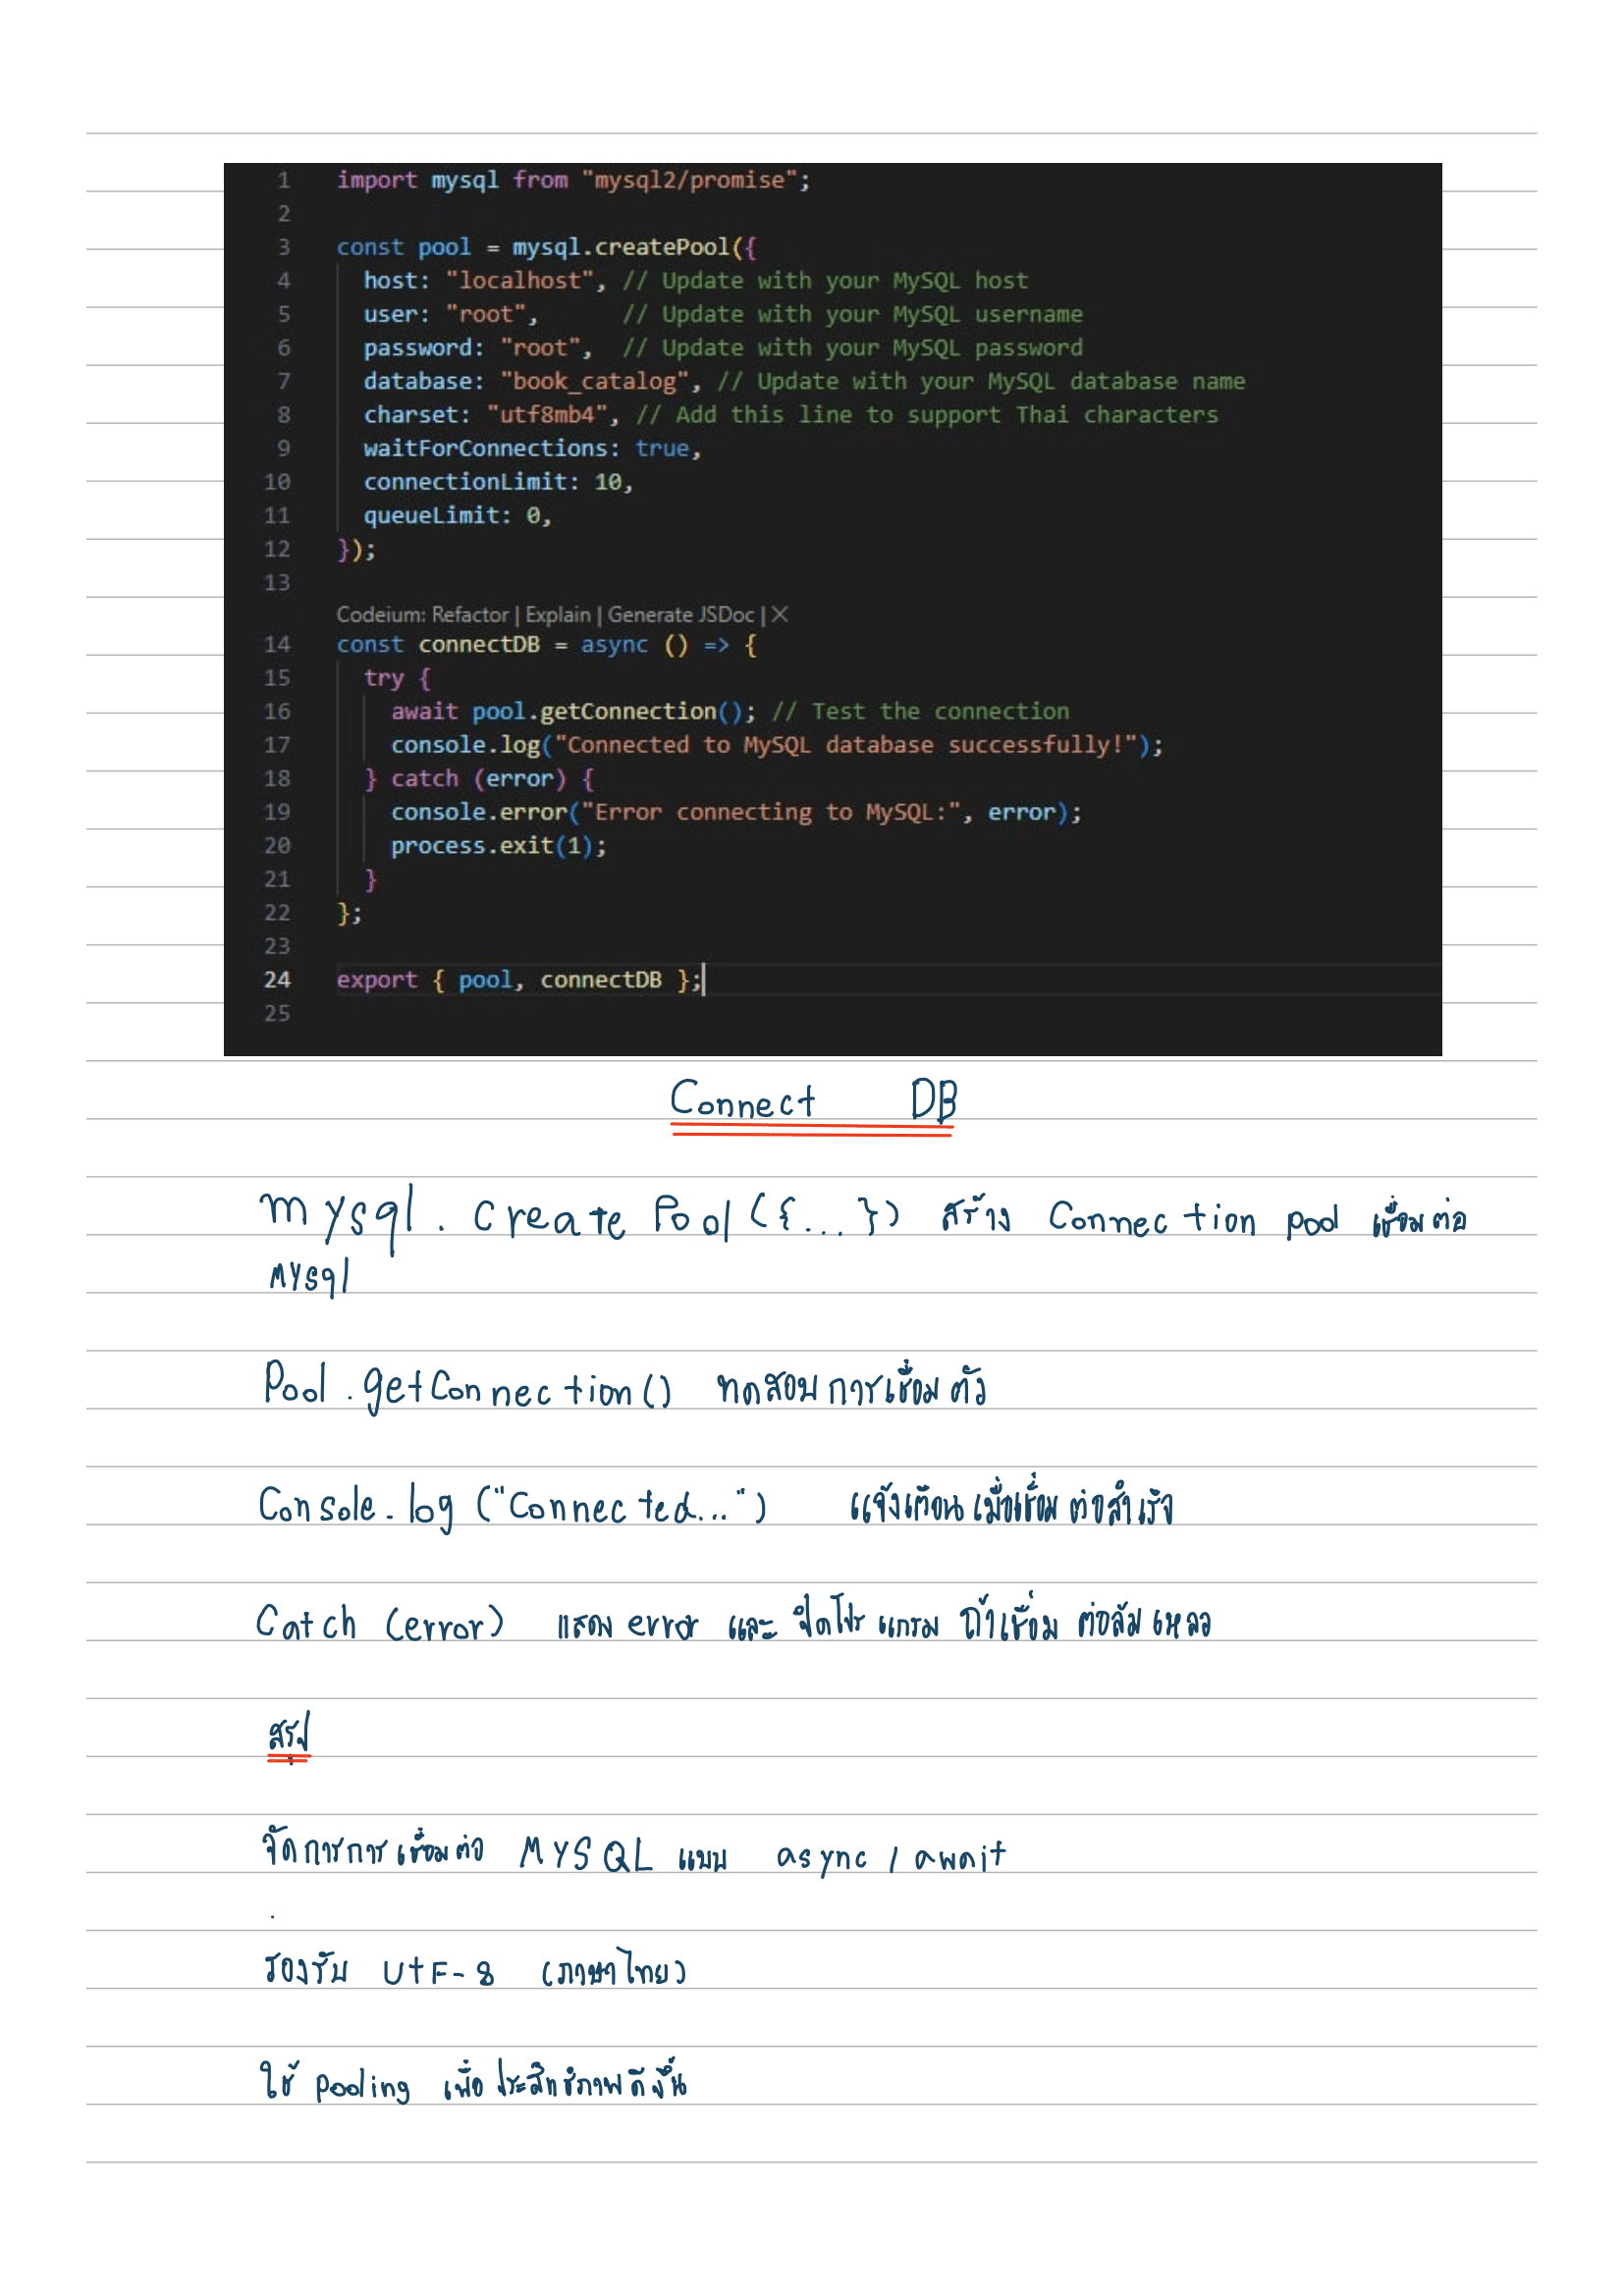 1 import mysql from "mysql2/promise";
2
3 const pool = mysql.createPool({
4 host: "localhost", // Update with your MySQL host
5 user: "root", // Update with your MySQL username
6 password: "root", // Update with your MySQL password
7 database: "book_catalog", // Update with your MySQL database name
8 charset: "utf8mb4", // Add this line to support Thai characters
9 waitForConnections: true,
10 connectionLimit: 10,
11 queueLimit: 0,
12 });
13
Codeium: Refactor | Explain | Generate JSDoc | ×
14 const connectDB = async () => {
15 try {
16 await pool.getConnection(); // Test the connection
17 console.log("Connected to MySQL database successfully!");
18 } catch (error) {
19 console.error("Error connecting to MySQL:", error);
20 process.exit(1);
21 }
22 };
23
24 export { pool, connectDB };
25
Connect DB
mysql.createPool({...}) สร้าง Connection pool เชื่อมต่อ
MYsql
Pool.getConnection() ทดสอบการเชื่อมตัว
Console.log ("Connected...") แจ้งเตือนเมื่อเชื่อมต่อสำเร็จ
Catch (error) แสดง error และ ปิดโปรแกรม ถ้าเชื่อมต่อล้มเหลว
สรุป
จัดการการเชื่อมต่อ MYSQL แบบ async / await
.
รองรับ UtF-8 (ภาษาไทย)
ใช้ pooling เพื่อประสิทธิภาพดีขึ้น